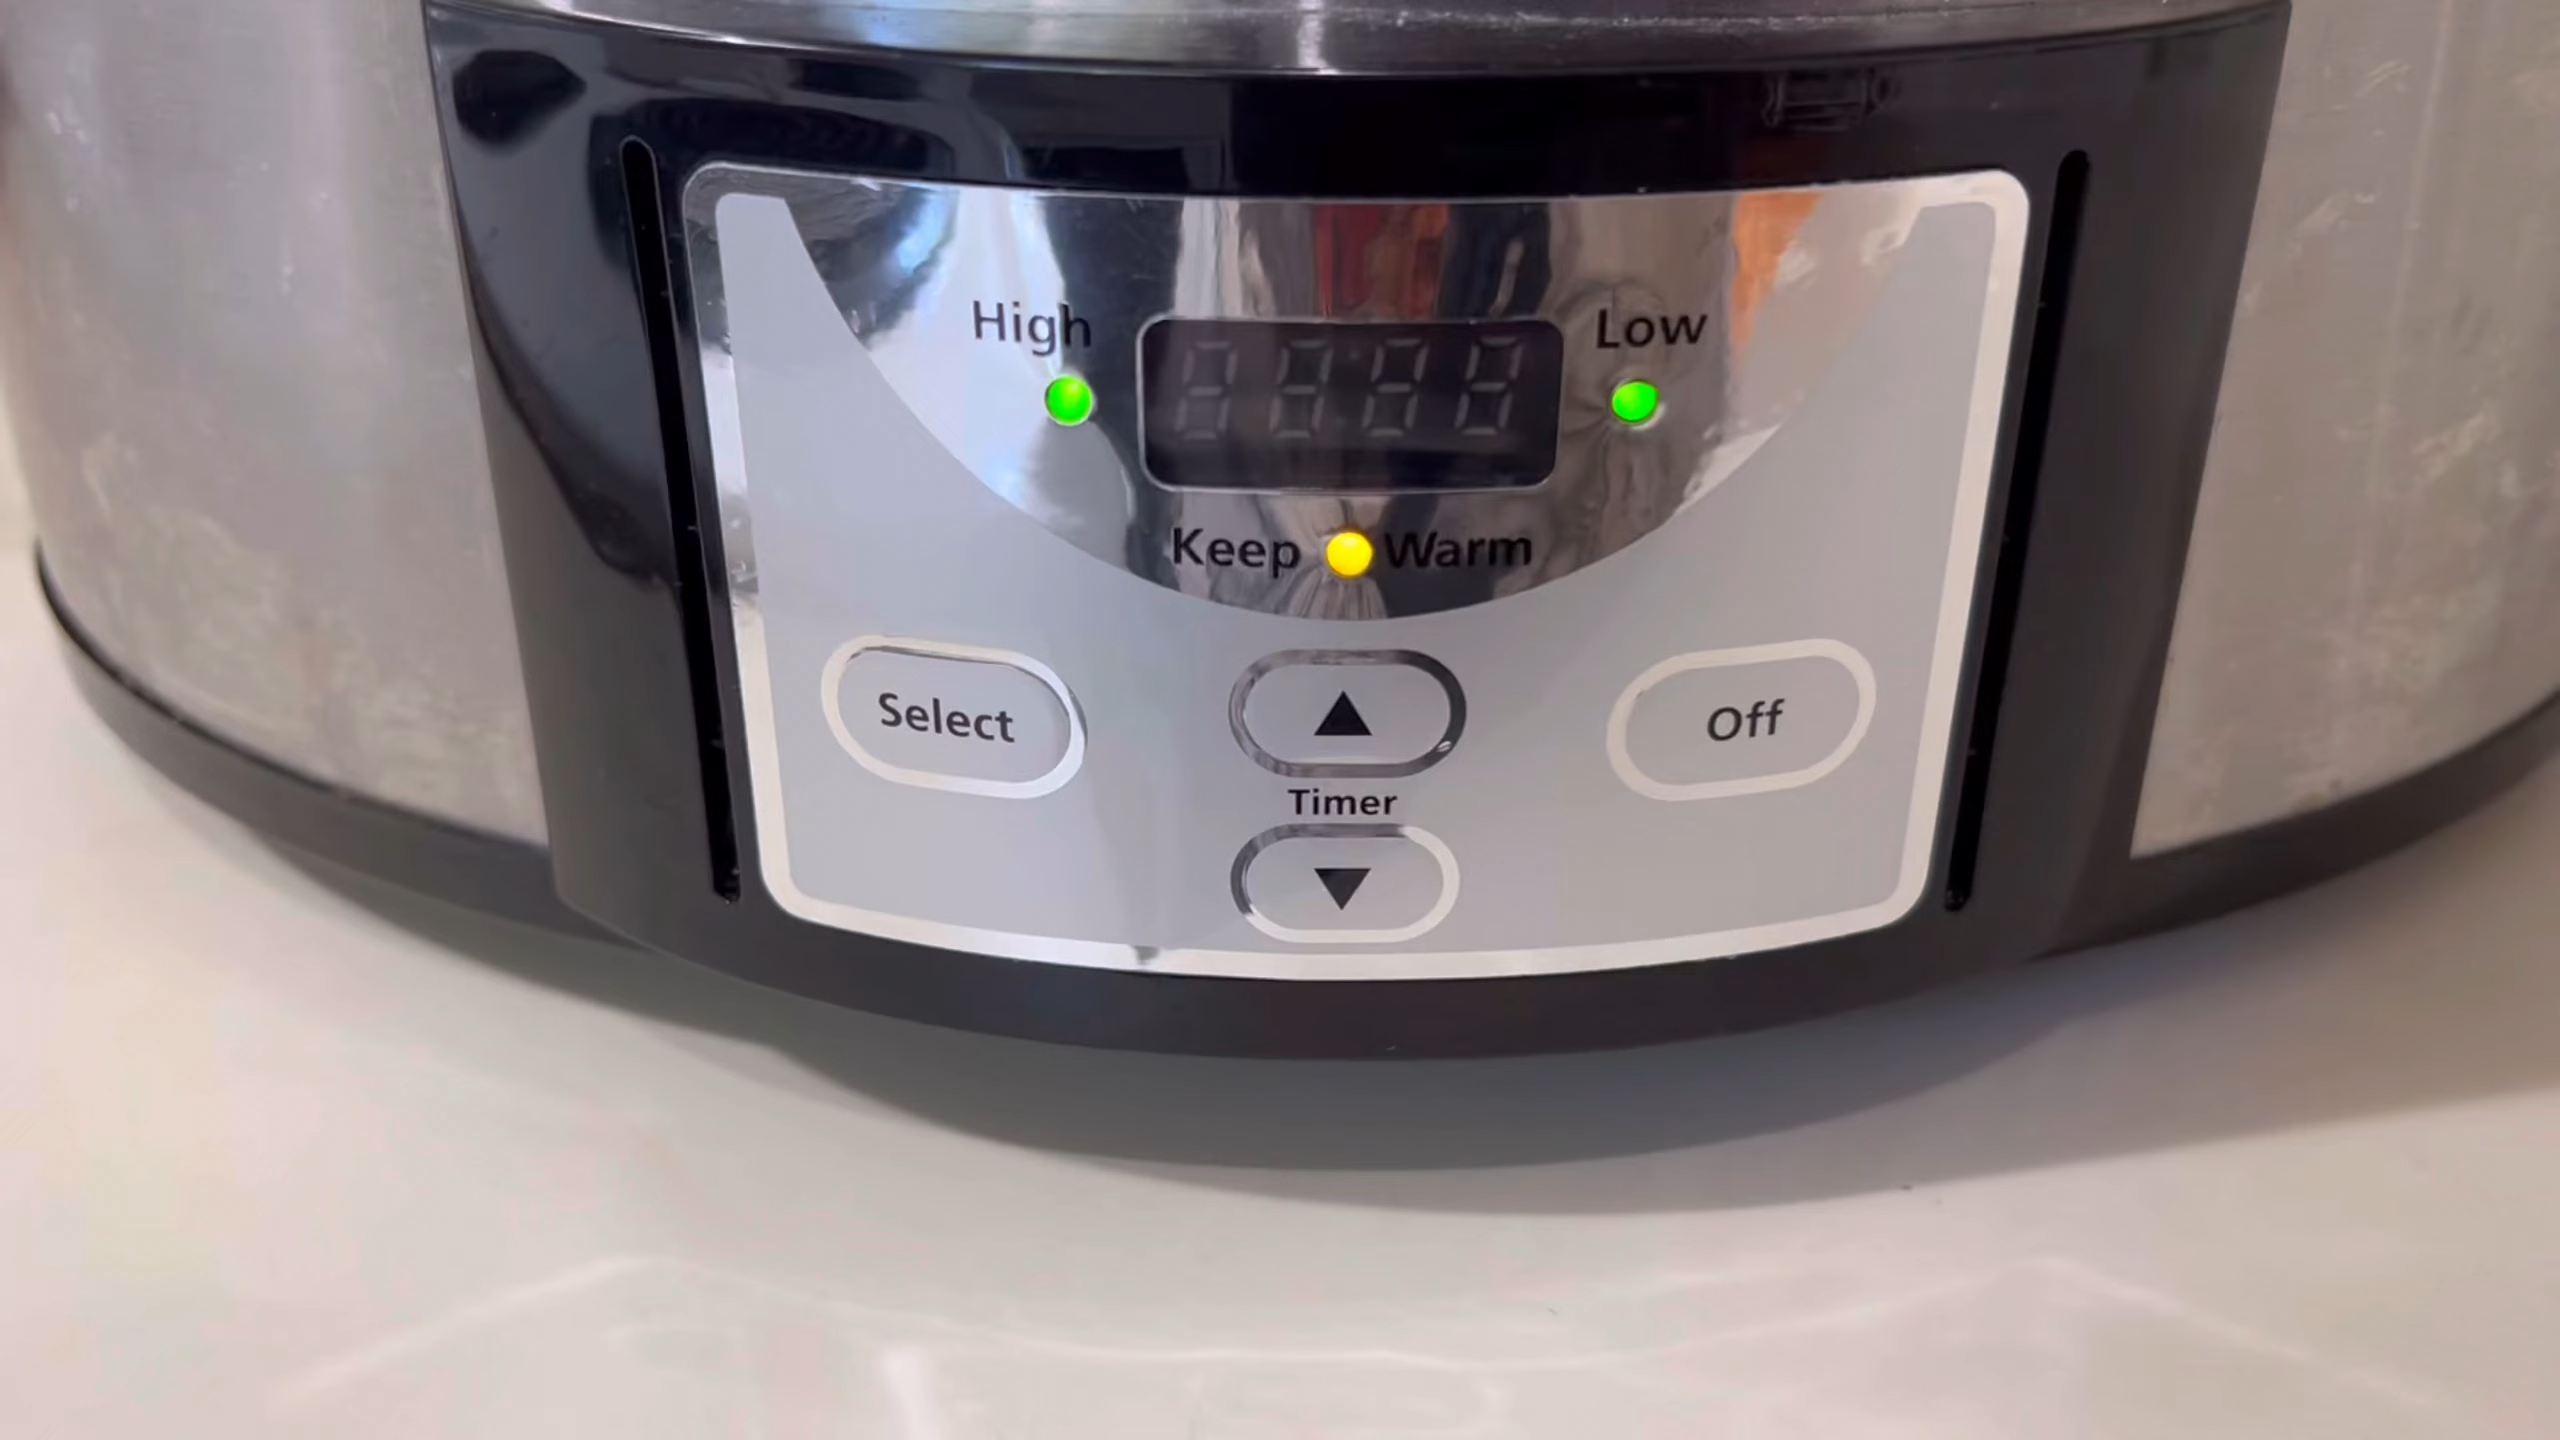 High
Low
Keep Warm
Select
▲
Off
Timer
▼